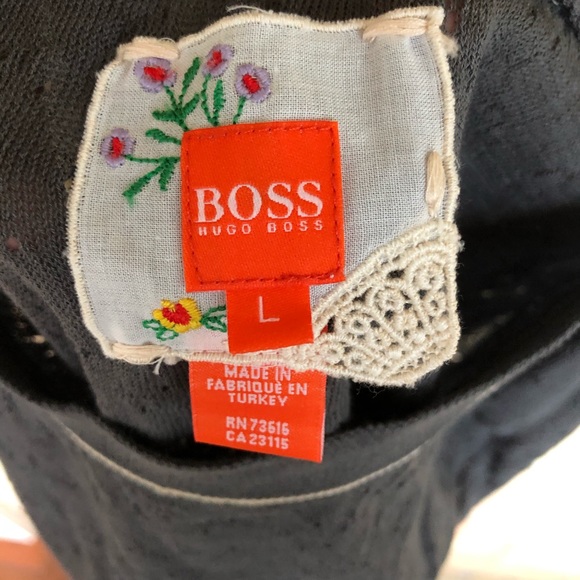 BOSS
HUGO BOSS
L
MADE IN
FABRIQUÉ EN
TURKEY
RN 73616
CA 23115